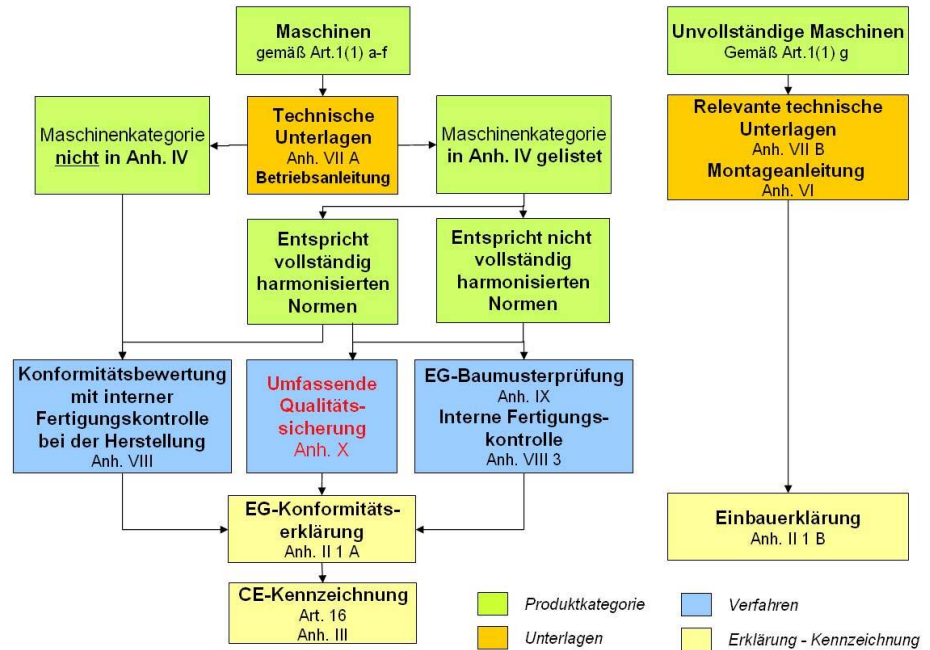 Maschinen
gemäß Art.1(1) a-f
Unvollständige Maschinen
Gemäß Art.1(1) g
Maschinenkategorie
nicht in Anh. IV
Technische
Unterlagen
Anh. VII A
Betriebsanleitung
Maschinenkategorie
in Anh. IV gelistet
Relevante technische
Unterlagen
Anh. VII B
Montageanleitung
Anh. VI
Entspricht
vollständig
harmonisierten
Normen
Entspricht nicht
vollständig
harmonisierten
Normen
Konformitätsbewertung
mit interner
Fertigungskontrolle
bei der Herstellung
Anh. VIII
Umfassende
Qualitäts-
sicherung
Anh. X
EG-Baumusterprüfung
Anh. IX
Interne Fertigungs-
kontrolle
Anh. VIII 3
EG-Konformitäts-
erklärung
Anh. II 1 A
Einbauerklärung
Anh. II 1 B
CE-Kennzeichnung
Art. 16
Anh. III
Produktkategorie
Verfahren
Unterlagen
Erklärung - Kennzeichnung